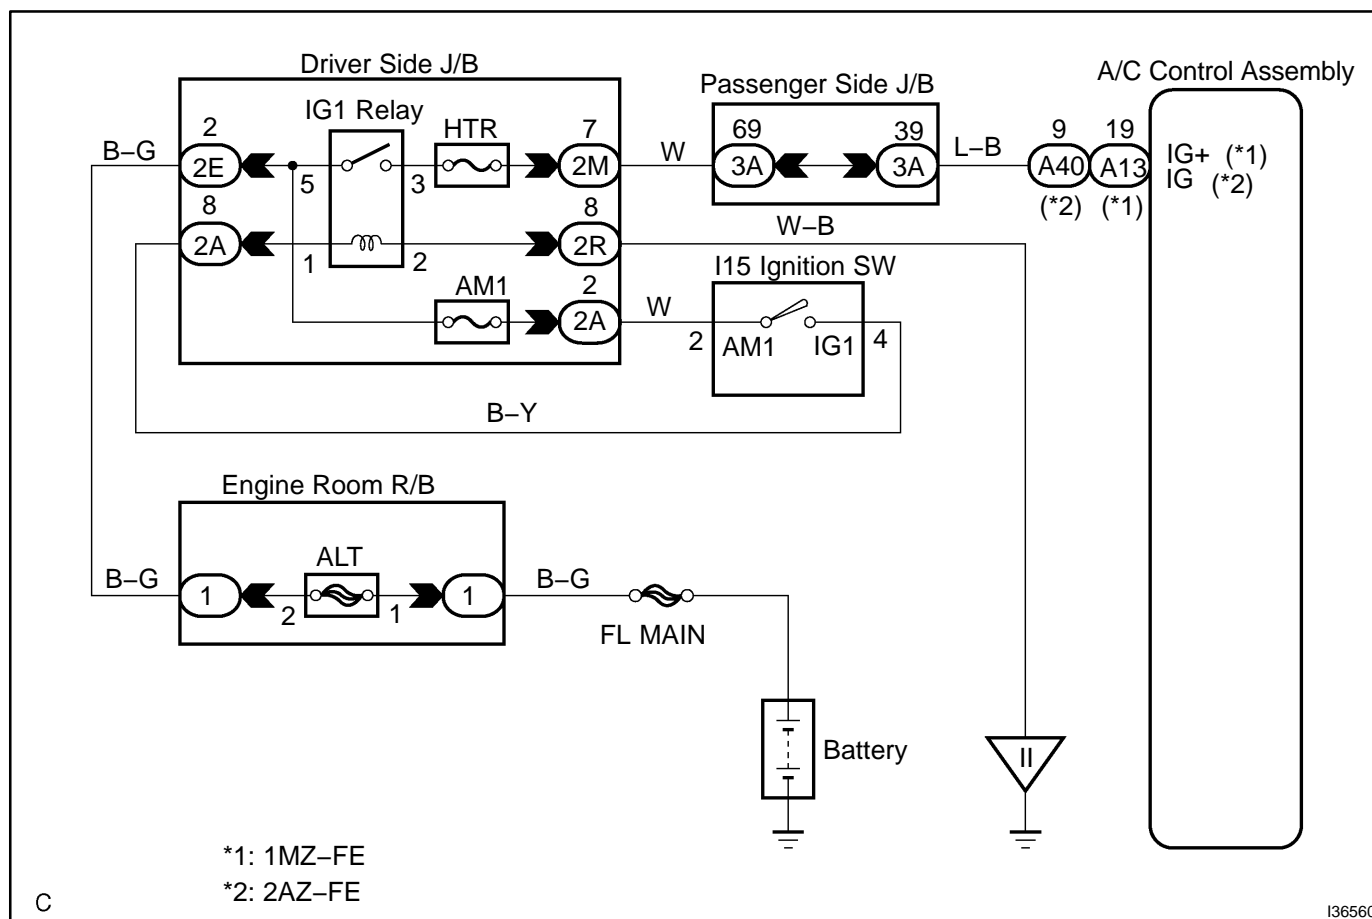 Driver Side J/B
A/C Control Assembly
Passenger Side J/B
IG1 Relay
2
HTR
7
69
39
9
19
B–G
2E
5
3
2M
W
3A
3A
L–B
A40
A13
IG+ (*1)
IG (*2)
(*2)
(*1)
8
8
W–B
2A
1
2
2R
I15 Ignition SW
AM1
2
2A
W
2
AM1
IG1
4
B–Y
Engine Room R/B
ALT
B–G
1
2
1
1
B–G
FL MAIN
Battery
II
*1: 1MZ–FE
*2: 2AZ–FE
C
I36560